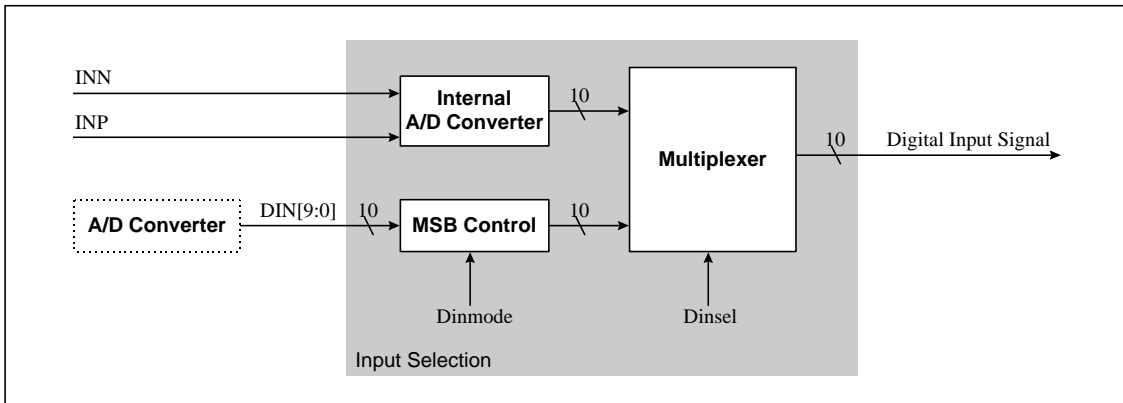 INN
INP
Internal
A/D Converter
10
Multiplexer
10
Digital Input Signal
A/D Converter
DIN[9:0]
10
MSB Control
10
Dinmode
Dinsel
Input Selection